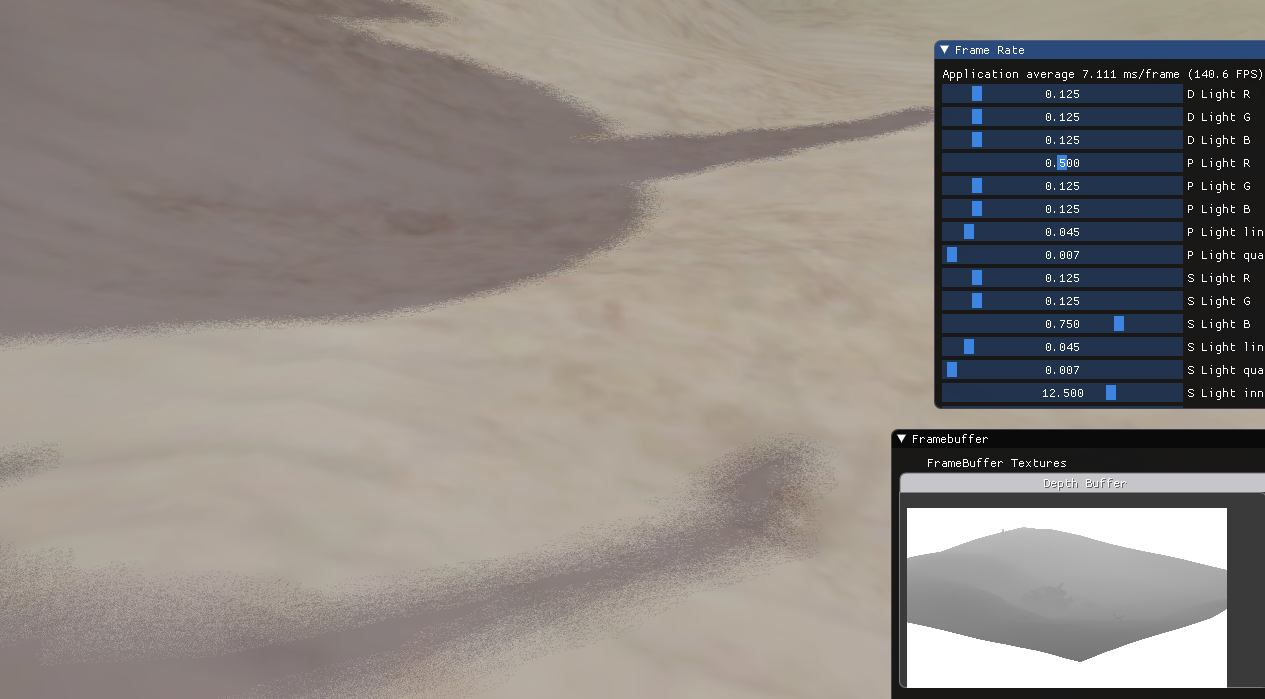 Frame Rate
Application average 7.111 ms/frame (140.6 FPS)
0.125 D Light R
0.125 D Light G
0.125 D Light B
0.500 P Light R
0.125 P Light G
0.125 P Light B
0.045 P Light lin
0.007 P Light qua
0.125 S Light R
0.125 S Light G
0.750 S Light B
0.045 S Light lin
0.007 S Light qua
12.500 S Light inn
Framebuffer
FrameBuffer Textures
Depth Buffer